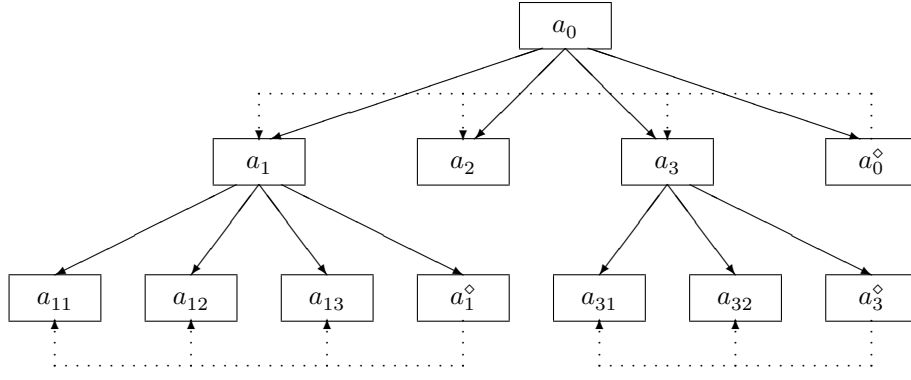 a₀
a₁ a₂ a₃ a₀^⋄
a₁₁ a₁₂ a₁₃ a₁^⋄ a₃₁ a₃₂ a₃^⋄